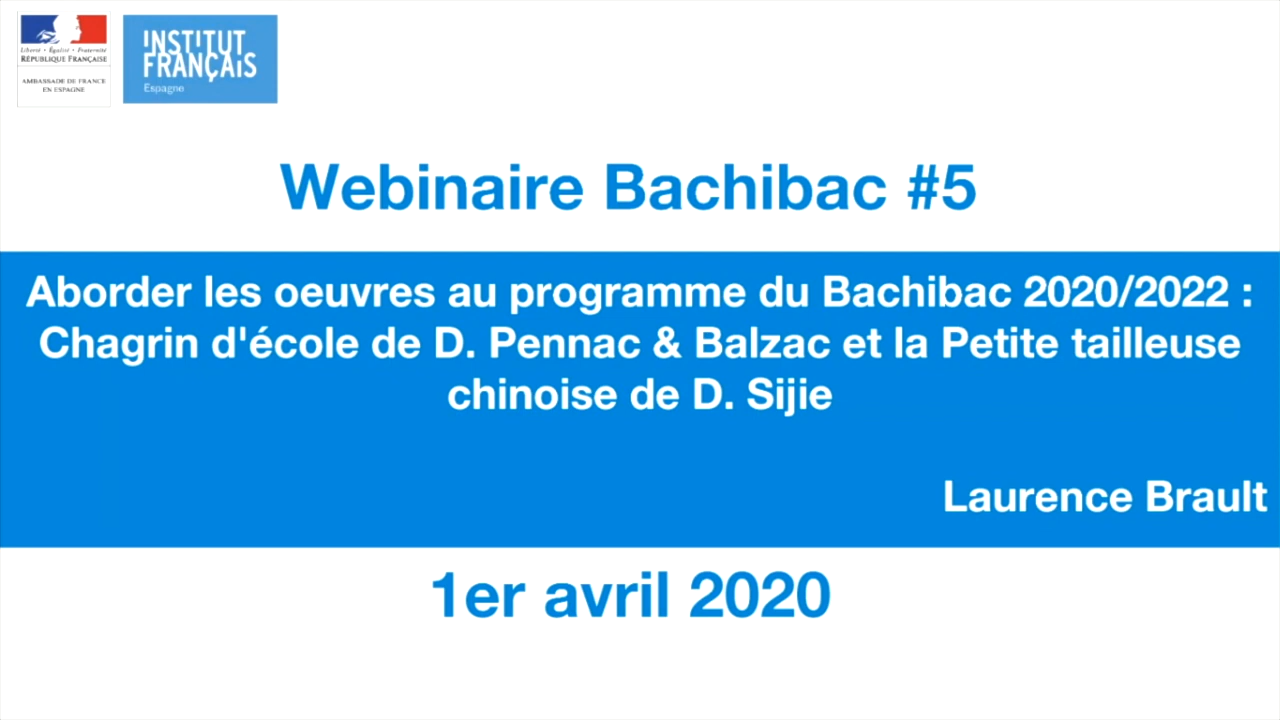 Liberté • Égalité • Fraternité
RÉPUBLIQUE FRANÇAISE
AMBASSADE DE FRANCE
EN ESPAGNE
INSTITUT
FRANÇAIS
Espagne
Webinaire Bachibac #5
Aborder les oeuvres au programme du Bachibac 2020/2022 :
Chagrin d'école de D. Pennac & Balzac et la Petite tailleuse
chinoise de D. Sijie
Laurence Brault
1er avril 2020